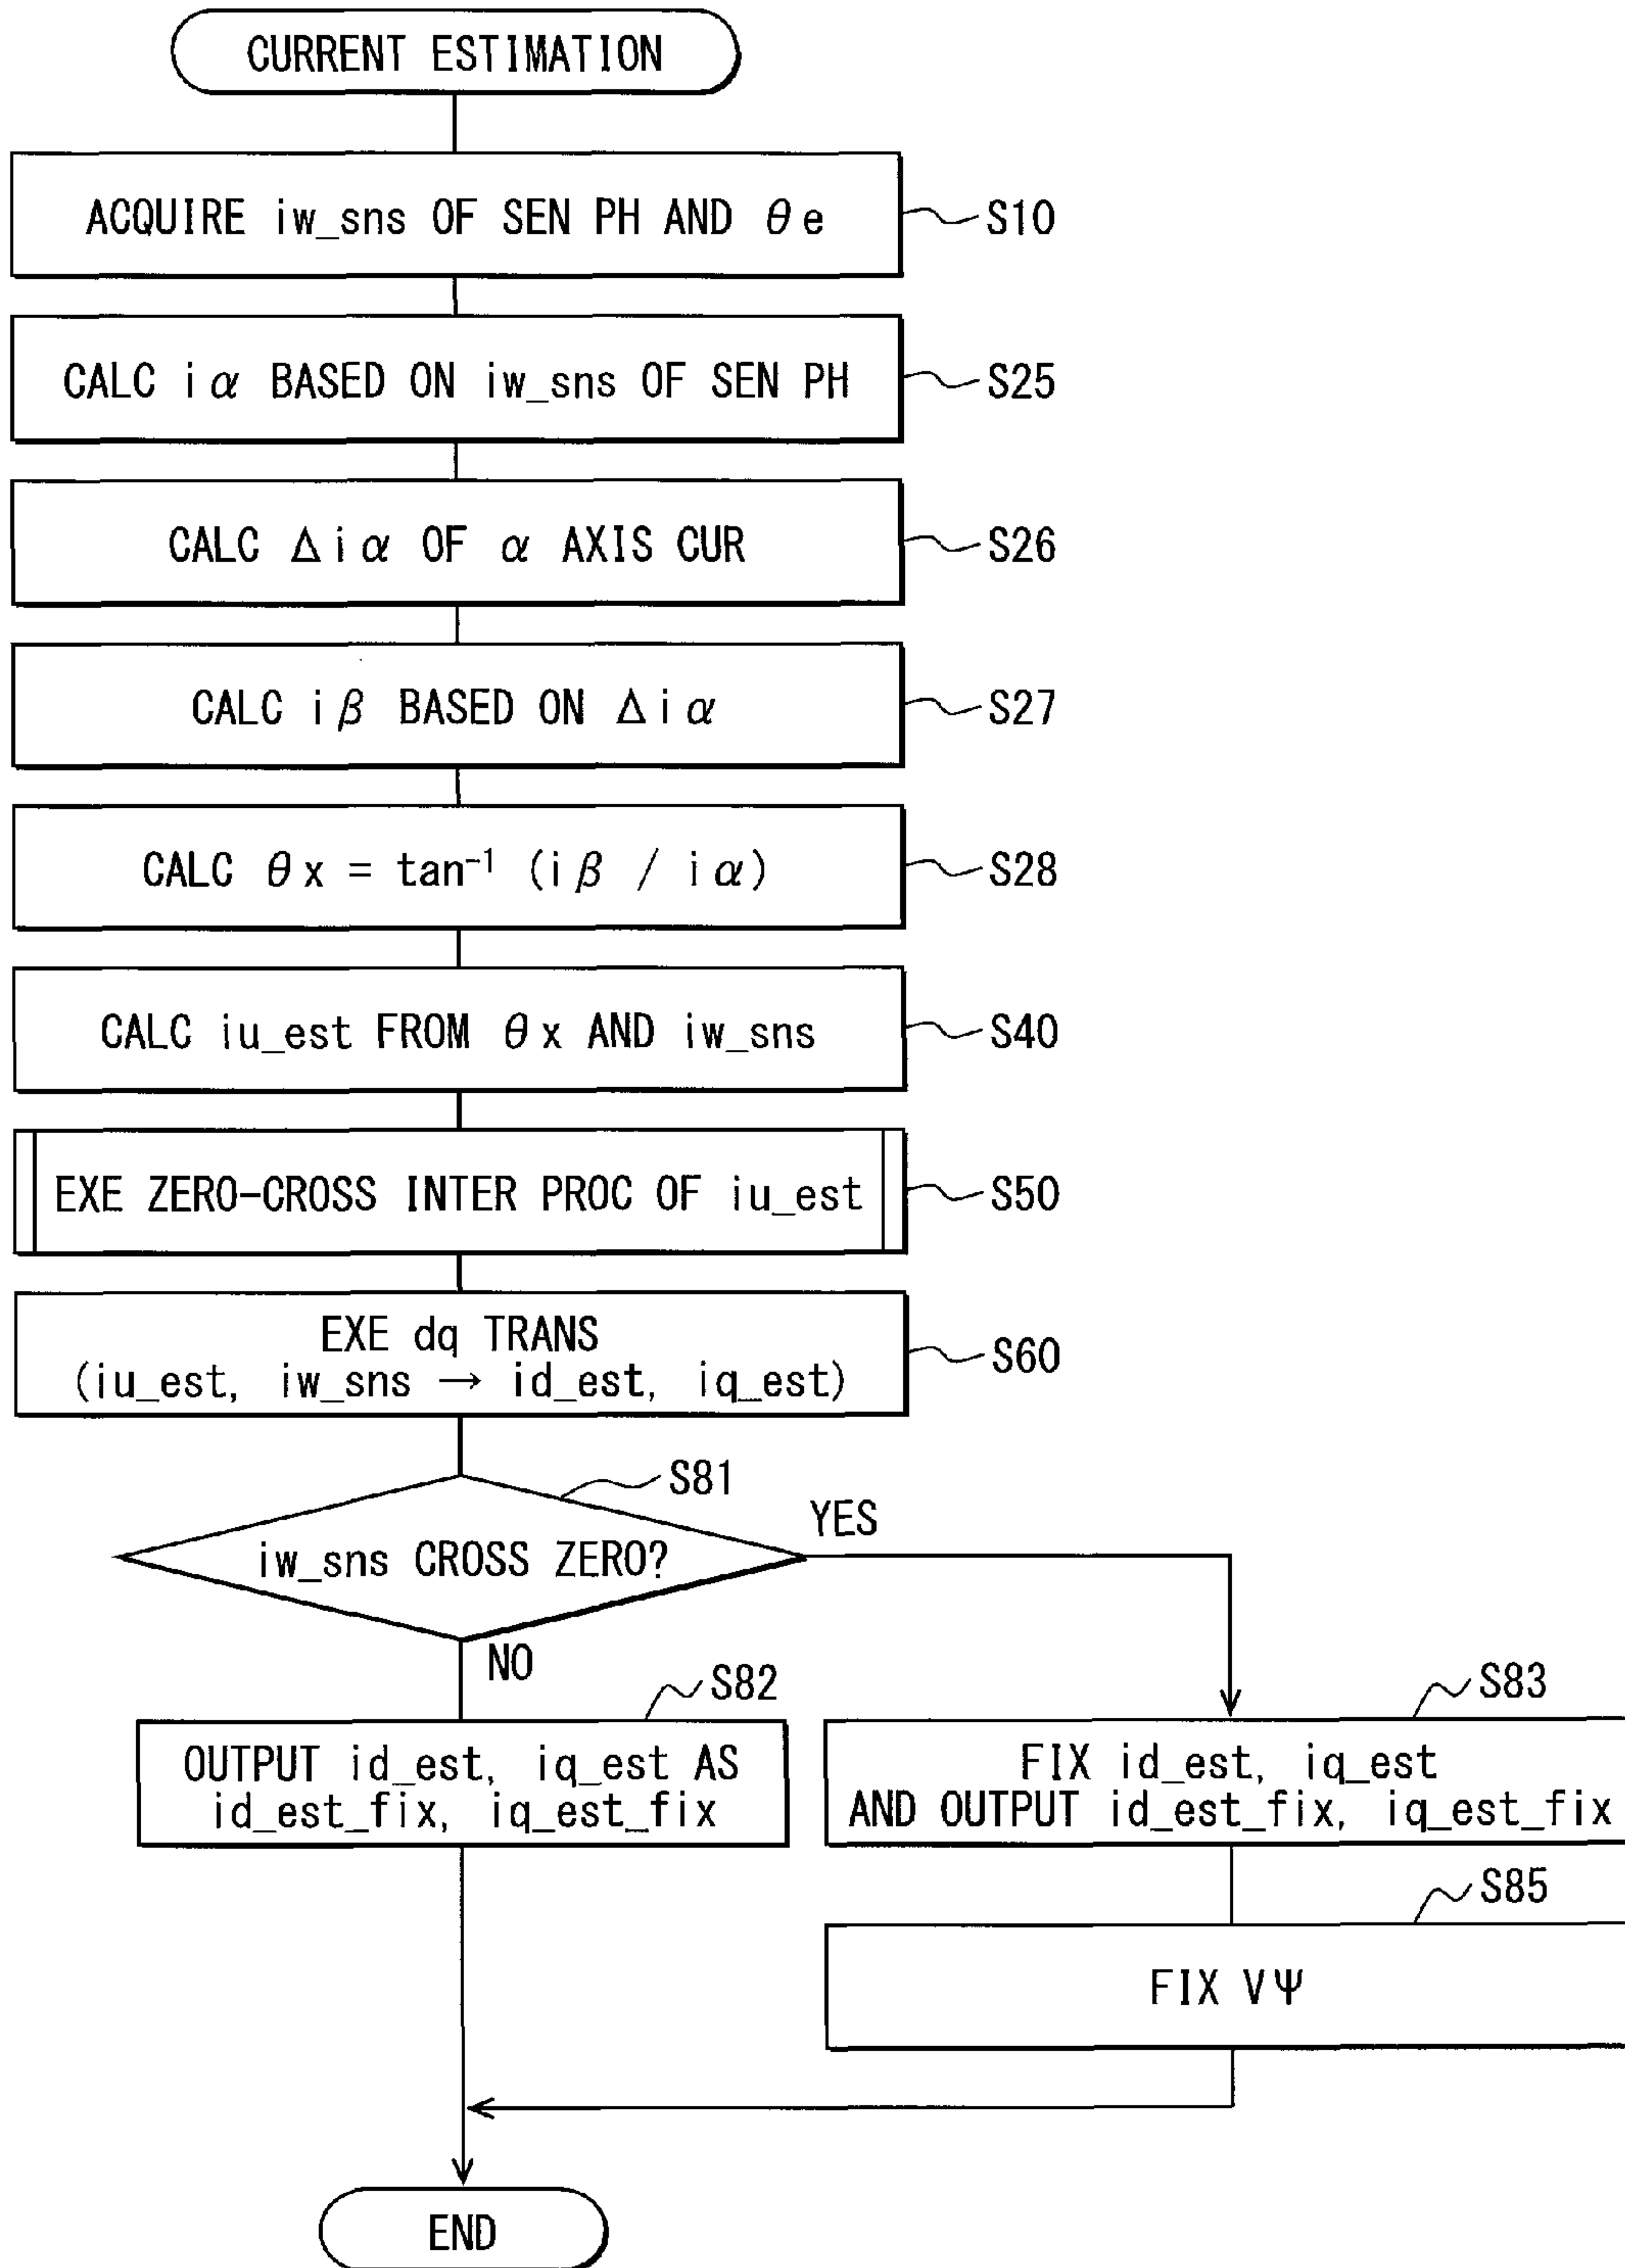 CURRENT ESTIMATION
ACQUIRE iw_sns OF SEN PH AND θe
S10
CALC iα BASED ON iw_sns OF SEN PH
S25
CALC Δiα OF α AXIS CUR
S26
CALC iβ BASED ON Δiα
S27
CALC θx = tan⁻¹ (iβ / iα)
S28
CALC iu_est FROM θx AND iw_sns
S40
EXE ZERO-CROSS INTER PROC OF iu_est
S50
EXE dq TRANS
(iu_est, iw_sns → id_est, iq_est)
S60
S81
iw_sns CROSS ZERO?
YES
NO
S82
OUTPUT id_est, iq_est AS
id_est_fix, iq_est_fix
S83
FIX id_est, iq_est
AND OUTPUT id_est_fix, iq_est_fix
S85
FIX VΨ
END